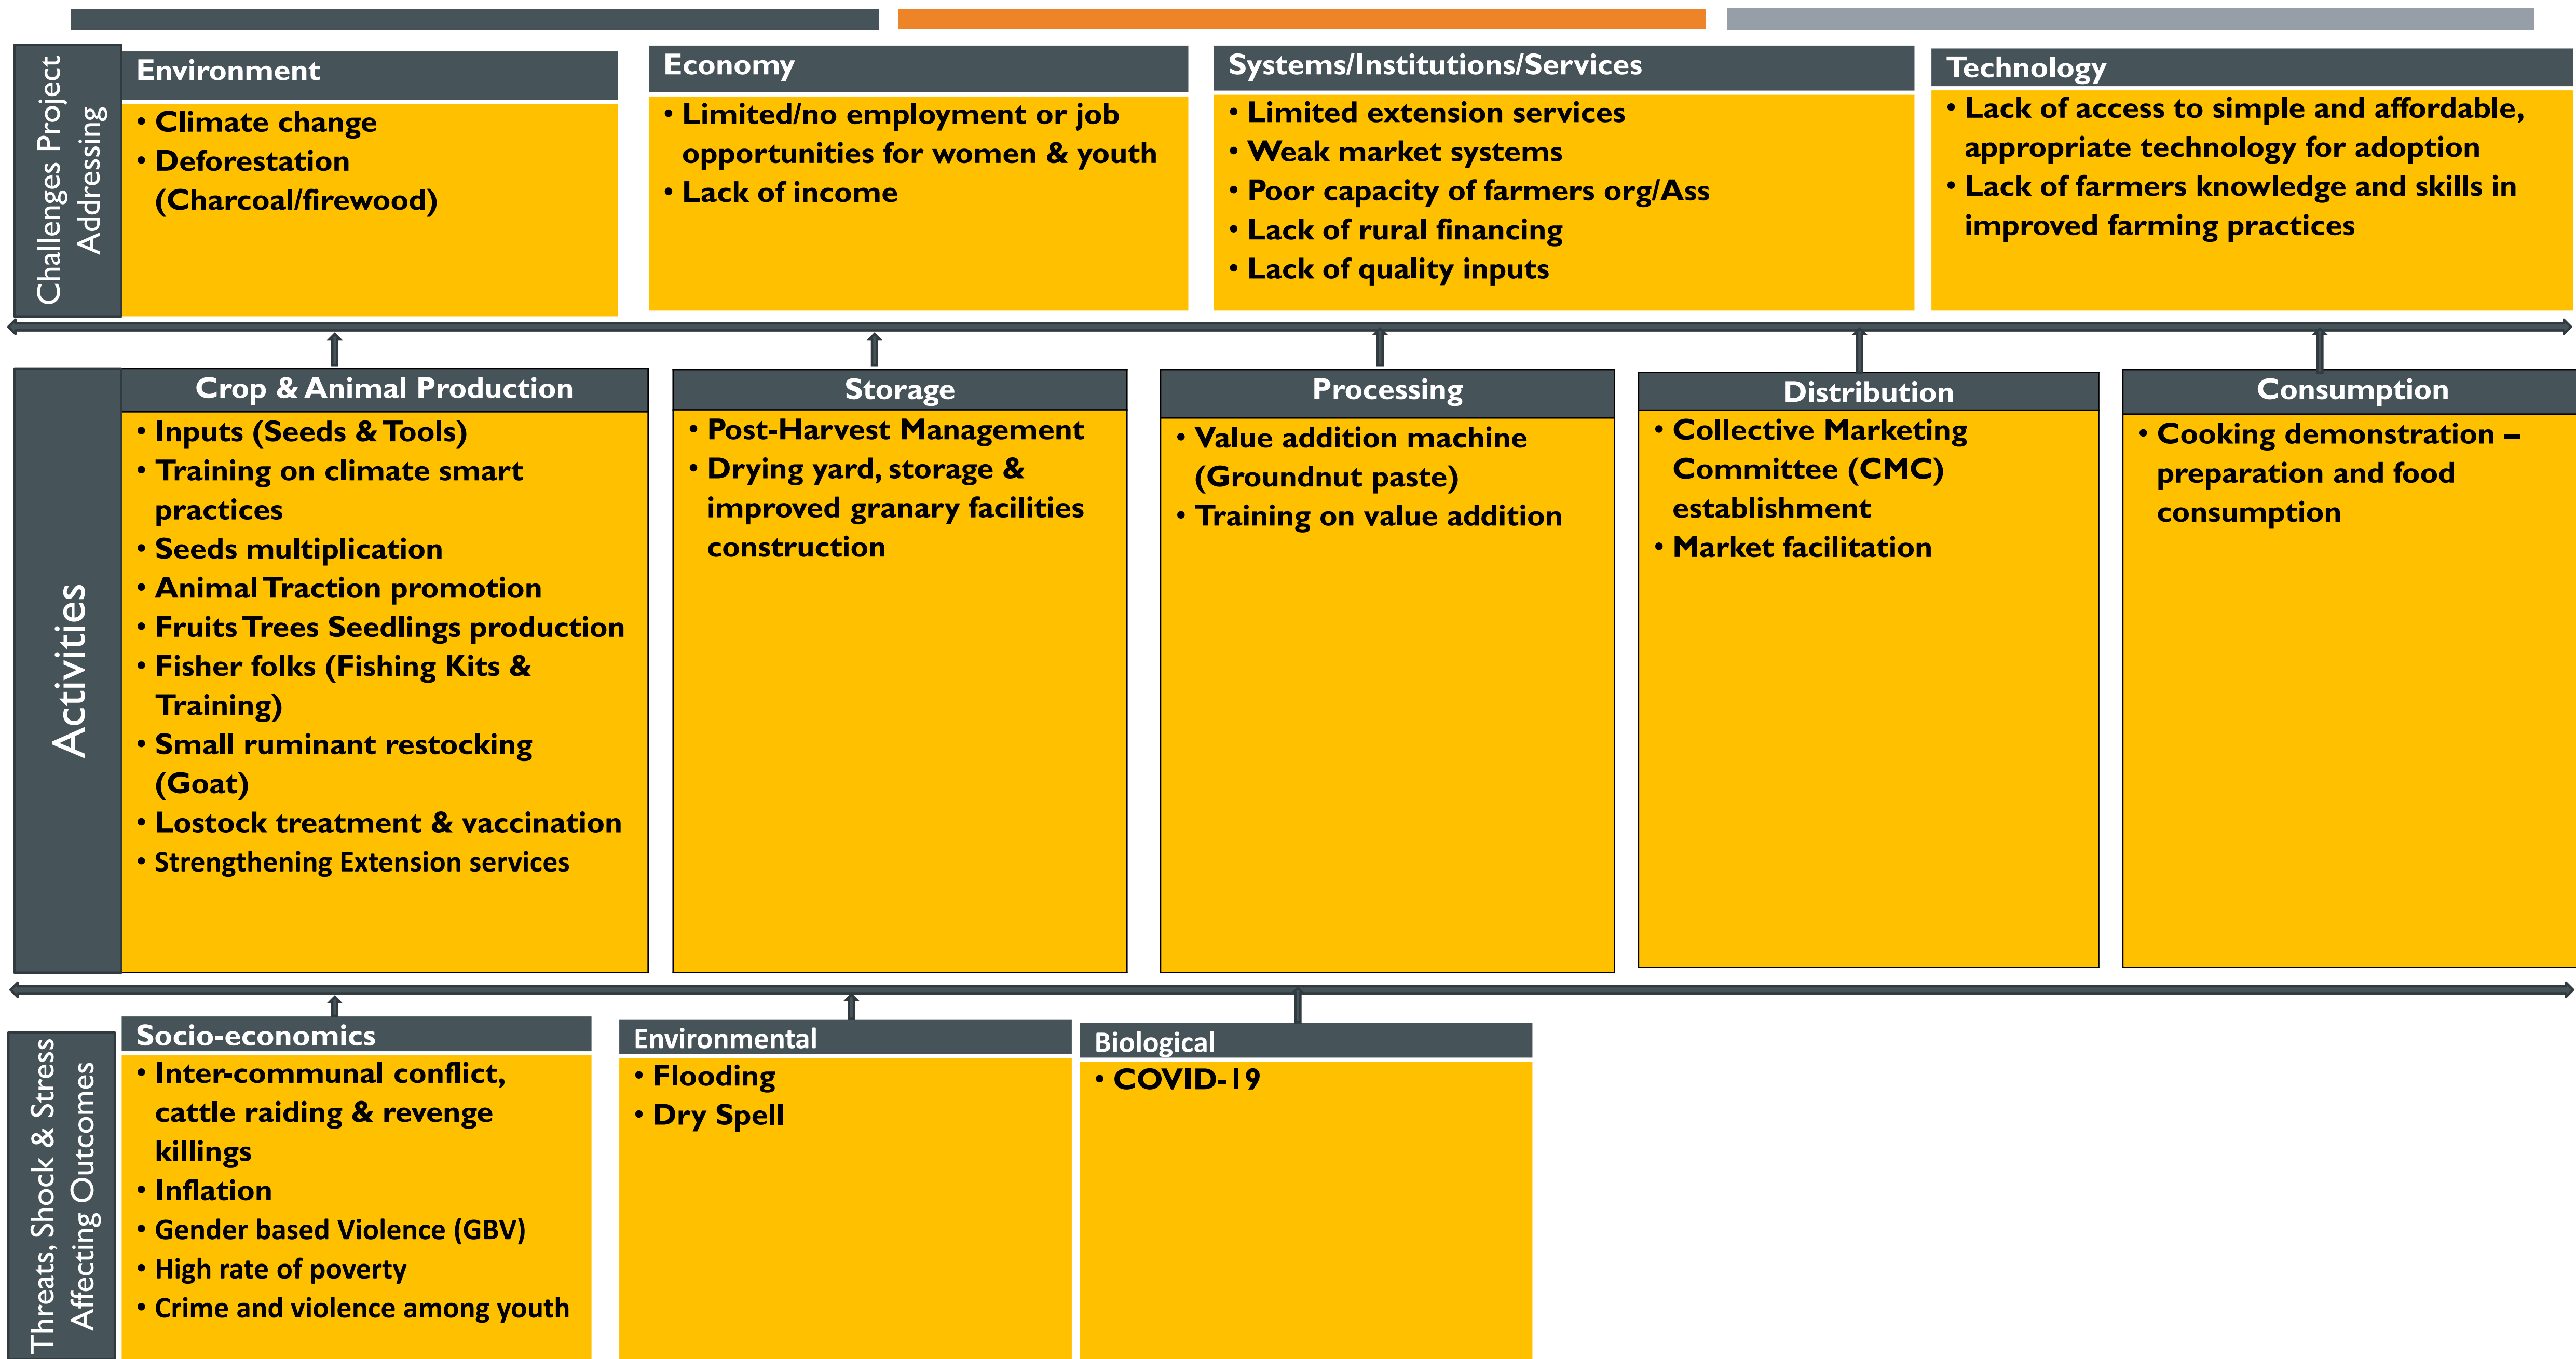 Challenges Project
Addressing
Environment
• Climate change
• Deforestation
(Charcoal/firewood)
Economy
• Limited/no employment or job
opportunities for women & youth
• Lack of income
Systems/Institutions/Services
• Limited extension services
• Weak market systems
• Poor capacity of farmers org/Ass
• Lack of rural financing
• Lack of quality inputs
Technology
• Lack of access to simple and affordable,
appropriate technology for adoption
• Lack of farmers knowledge and skills in
improved farming practices
Activities
Crop & Animal Production
• Inputs (Seeds & Tools)
• Training on climate smart
practices
• Seeds multiplication
• Animal Traction promotion
• Fruits Trees Seedlings production
• Fisher folks (Fishing Kits &
Training)
• Small ruminant restocking
(Goat)
• Lostock treatment & vaccination
• Strengthening Extension services
Storage
• Post-Harvest Management
• Drying yard, storage &
improved granary facilities
construction
Processing
• Value addition machine
(Groundnut paste)
• Training on value addition
Distribution
• Collective Marketing
Committee (CMC)
establishment
• Market facilitation
Consumption
• Cooking demonstration –
preparation and food
consumption
Threats, Shock & Stress
Affecting Outcomes
Socio-economics
• Inter-communal conflict,
cattle raiding & revenge
killings
• Inflation
• Gender based Violence (GBV)
• High rate of poverty
• Crime and violence among youth
Environmental
• Flooding
• Dry Spell
Biological
• COVID-19